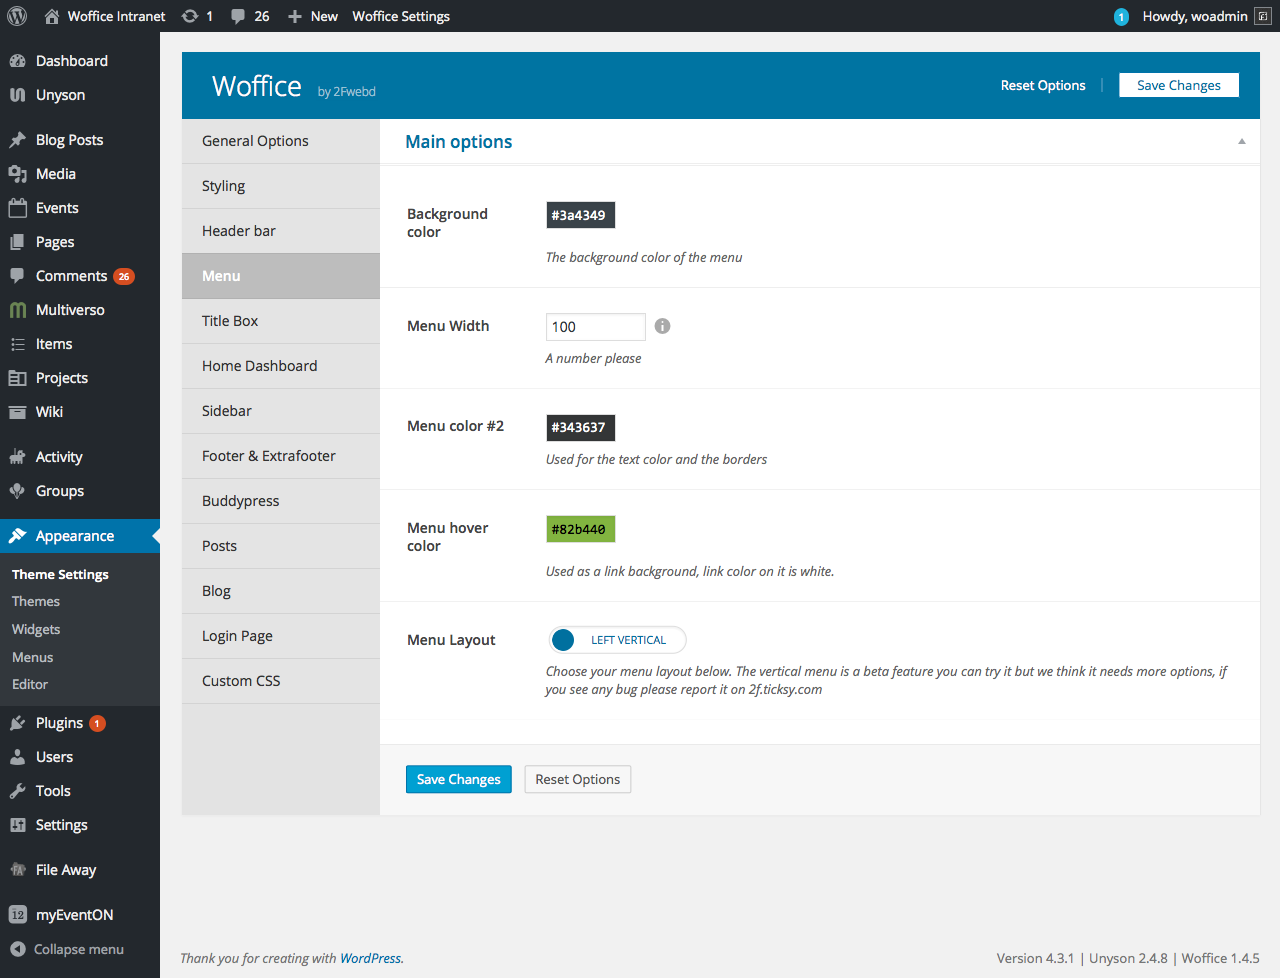 Woffice Intranet 1 26 New Woffice Settings 1 Howdy, woadmin
Dashboard
Unyson
Blog Posts
Media
Events
Pages
Comments 26
Multiverso
Items
Projects
Wiki
Activity
Groups
Appearance
Theme Settings
Themes
Widgets
Menus
Editor
Plugins 1
Users
Tools
Settings
FA File Away
12 myEventON
Collapse menu
Woffice by 2Fwebd Reset Options | Save Changes
General Options
Styling
Header bar
Menu
Title Box
Home Dashboard
Sidebar
Footer & Extrafooter
Buddypress
Posts
Blog
Login Page
Custom CSS
Main options
Background
color
#3a4349
The background color of the menu
Menu Width 100
A number please
Menu color #2 #343637
Used for the text color and the borders
Menu hover
color
#82b440
Used as a link background, link color on it is white.
Menu Layout LEFT VERTICAL
Choose your menu layout below. The vertical menu is a beta feature you can try it but we think it needs more options, if
you see any bug please report it on 2f.ticksy.com
Save Changes Reset Options
Thank you for creating with WordPress. Version 4.3.1 | Unyson 2.4.8 | Woffice 1.4.5